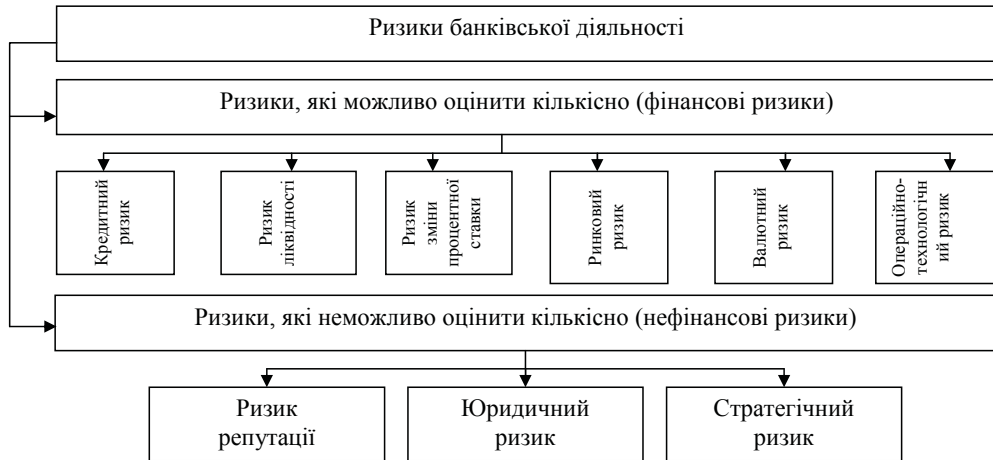 Ризики банківської діяльності
Ризики, які можливо оцінити кількісно (фінансові ризики)
Кредитний
ризик
Ризик
ліквідності
Ризик
зміни
процентної
ставки
Ринковий
ризик
Валютний
ризик
Операційно-
технологічн
ий ризик
Ризики, які неможливо оцінити кількісно (нефінансові ризики)
Ризик
репутації
Юридичний
ризик
Стратегічний
ризик